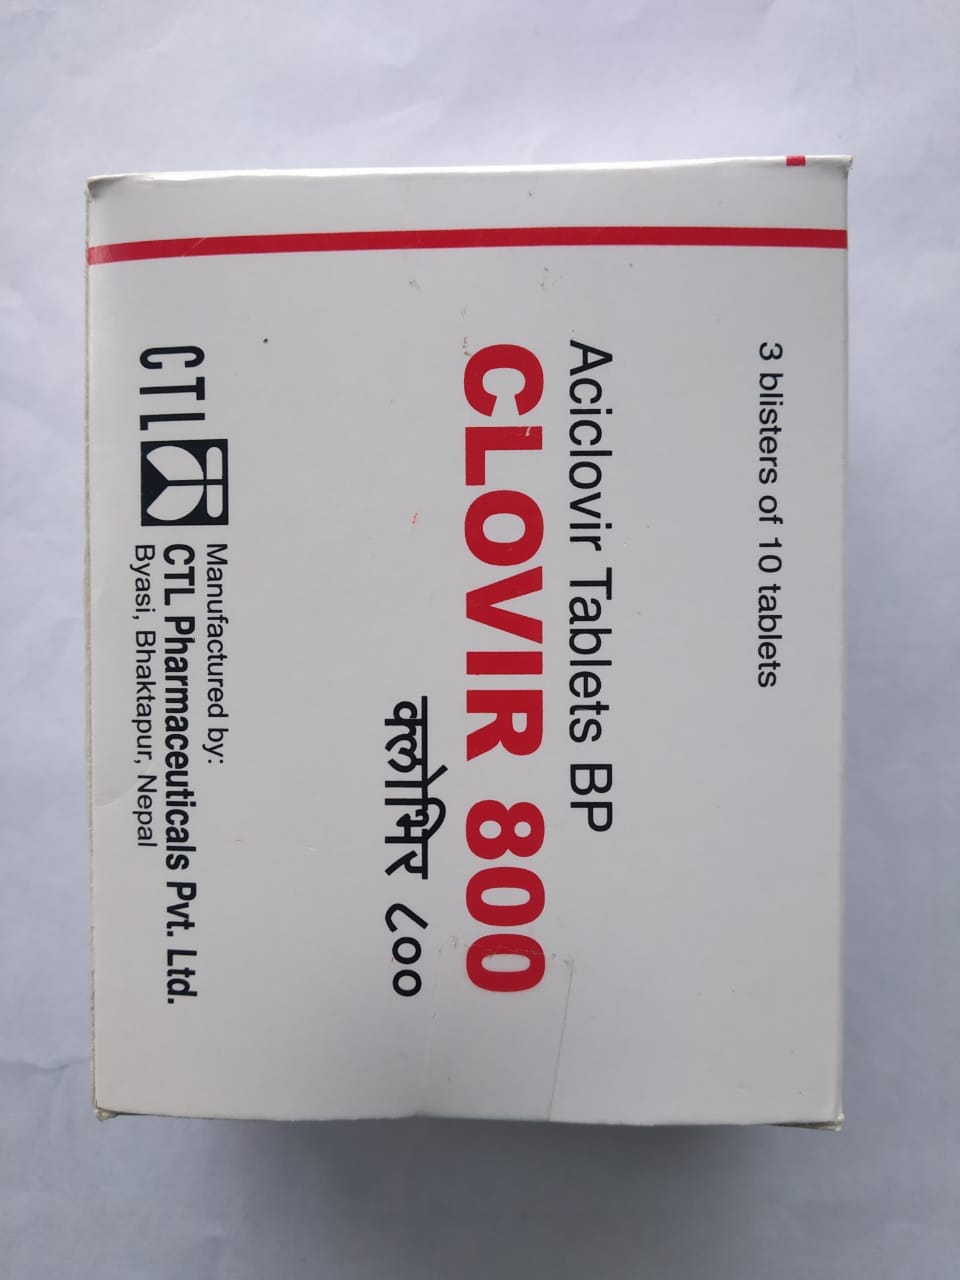 3 blisters of 10 tablets
Aciclovir Tablets BP
CLOVIR 800
क्लोभिर ८००
CTL
Manufactured by:
CTL Pharmaceuticals Pvt. Ltd.
Byasi, Bhaktapur, Nepal